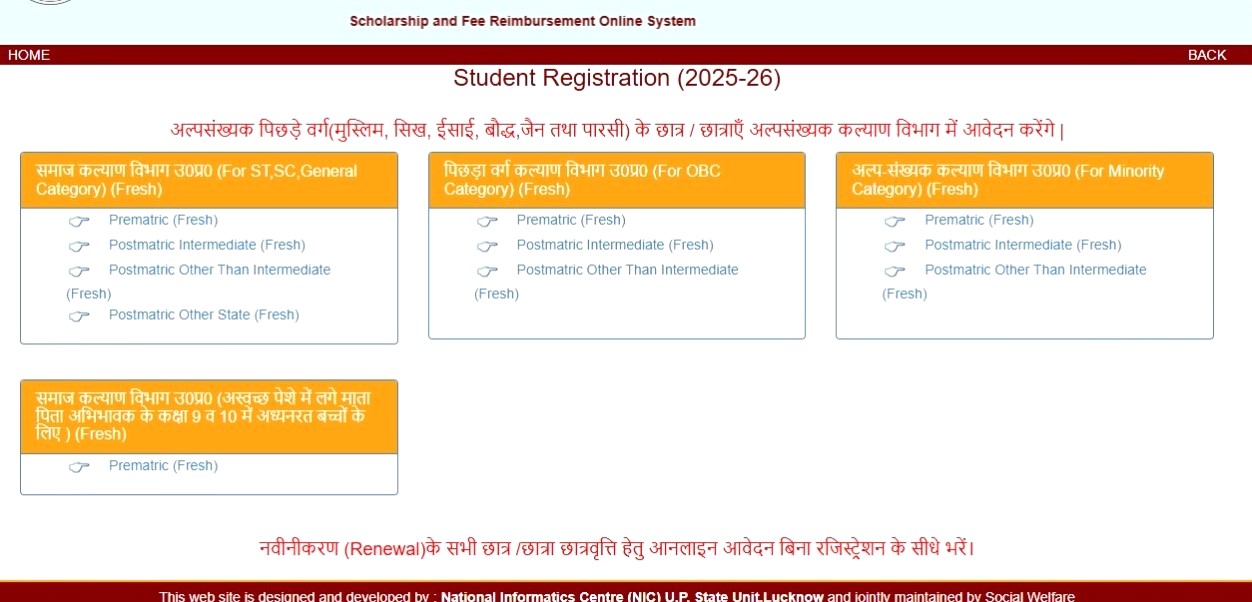 Scholarship and Fee Reimbursement Online System
HOME BACK
Student Registration (2025-26)
अल्पसंख्यक पिछड़े वर्ग(मुस्लिम, सिख, ईसाई, बौद्ध,जैन तथा पारसी) के छात्र / छात्राएँ अल्पसंख्यक कल्याण विभाग में आवेदन करेंगे |
समाज कल्याण विभाग उ0प्र0 (For ST,SC,General
Category) (Fresh)
Prematric (Fresh)
Postmatric Intermediate (Fresh)
Postmatric Other Than Intermediate
(Fresh)
Postmatric Other State (Fresh)
पिछड़ा वर्ग कल्याण विभाग उ0प्र0 (For OBC
Category) (Fresh)
Prematric (Fresh)
Postmatric Intermediate (Fresh)
Postmatric Other Than Intermediate
(Fresh)
अल्प-संख्यक कल्याण विभाग उ0प्र0 (For Minority
Category) (Fresh)
Prematric (Fresh)
Postmatric Intermediate (Fresh)
Postmatric Other Than Intermediate
(Fresh)
समाज कल्याण विभाग उ0प्र0 (अस्वच्छ पेशे में लगे माता
पिता अभिभावक के कक्षा 9 व 10 में अध्यनरत बच्चों के
लिए ) (Fresh)
Prematric (Fresh)
नवीनीकरण (Renewal)के सभी छात्र /छात्रा छात्रवृत्ति हेतु आनलाइन आवेदन बिना रजिस्ट्रेशन के सीधे भरें।
This web site is designed and developed by : National Informatics Centre (NIC) U.P. State Unit,Lucknow and jointly maintained by Social Welfare